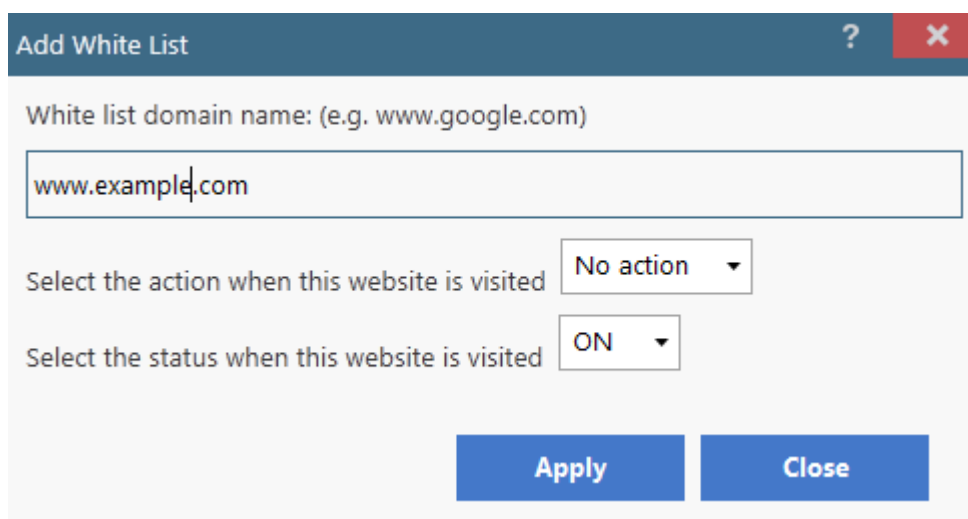 Add White List ?
White list domain name: (e.g. www.google.com)
www.example.com
Select the action when this website is visited No action
Select the status when this website is visited ON
Apply Close